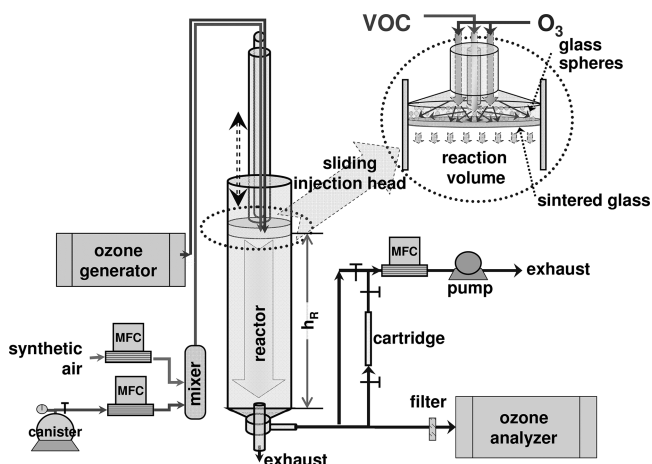 VOC
O3
glass
spheres
sliding
injection head
reaction
volume
sintered glass
ozone
generator
MFC
exhaust
pump
reactor
hR
MFC
synthetic
air
cartridge
mixer
MFC
filter
canister
ozone
analyzer
exhaust